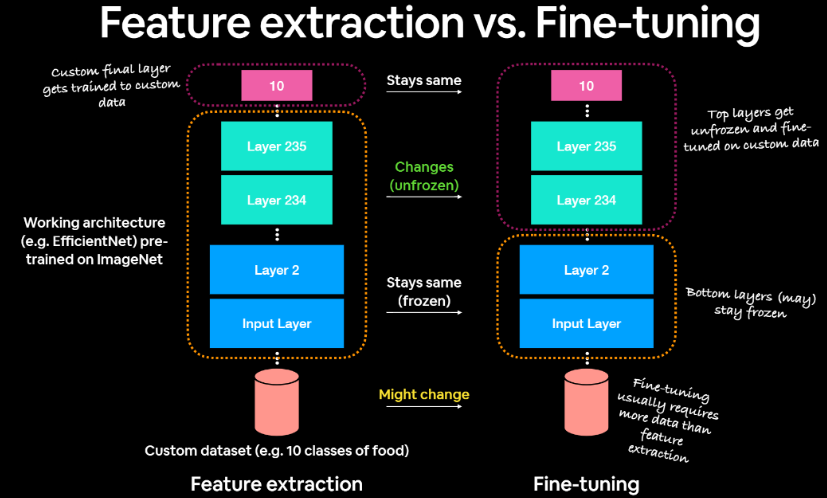 Feature extraction vs. Fine-tuning
Custom final layer
gets trained to custom
data
10
Stays same
10
Top layers get
unfrozen and fine-
tuned on custom data
Layer 235
Layer 235
Changes
(unfrozen)
Layer 234
Layer 234
Working architecture
(e.g. EfficientNet) pre-
trained on ImageNet
Layer 2
Stays same
(frozen)
Layer 2
Bottom layers (may)
stay frozen
Input Layer
Input Layer
Might change
Fine-tuning
usually requires
more data than
feature
extraction
Custom dataset (e.g. 10 classes of food)
Feature extraction
Fine-tuning